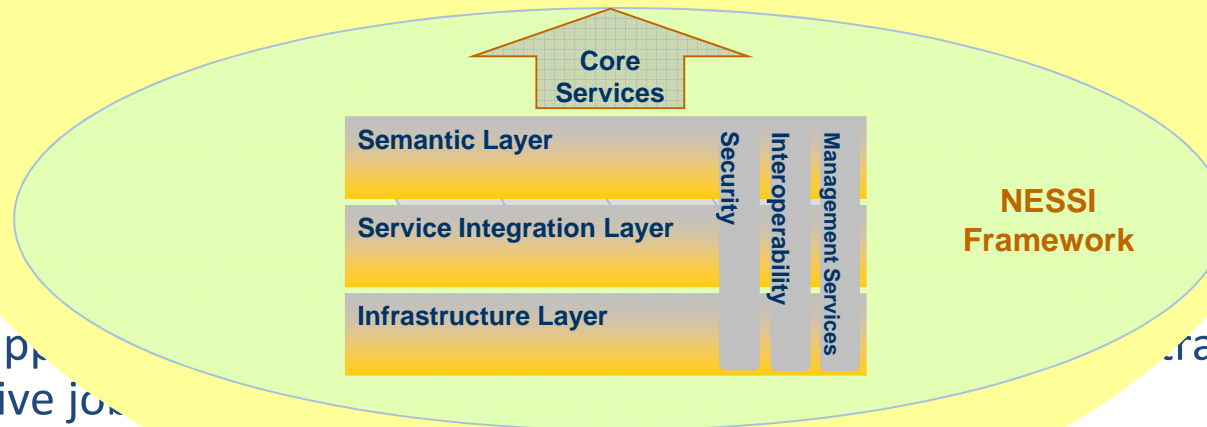 Core
Services
Semantic Layer
Security
Interoperability
Management Services
Service Integration Layer
NESSI
Framework
Infrastructure Layer